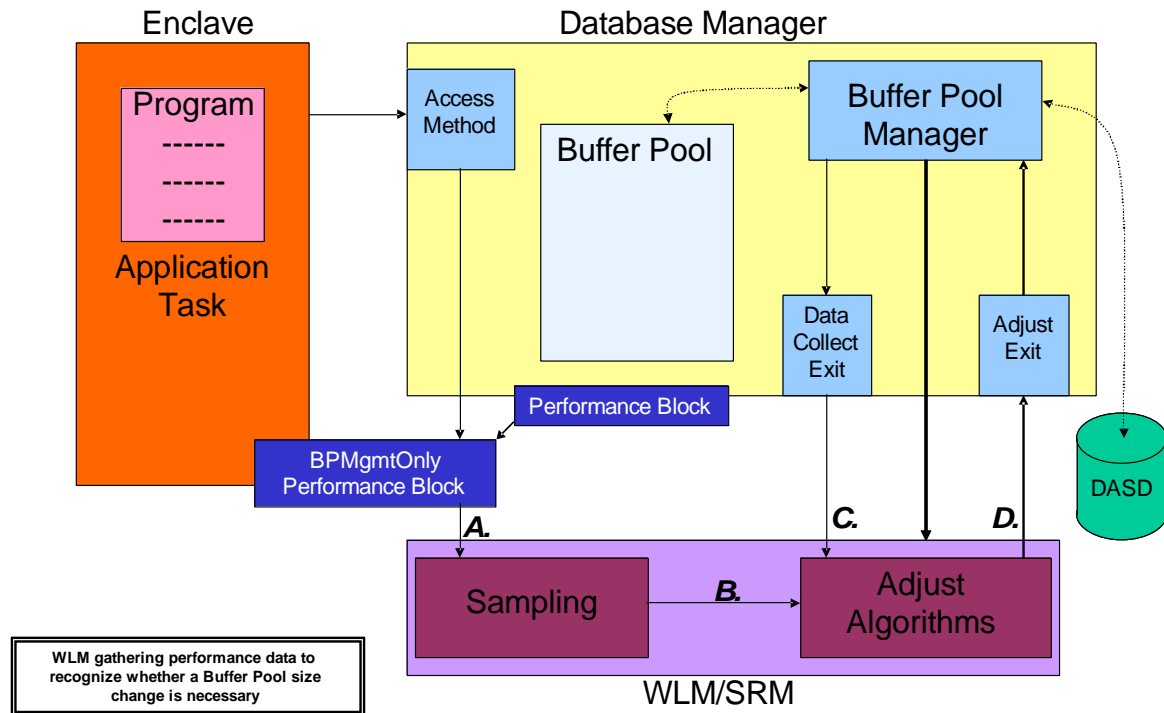 Enclave
Database Manager
Program
------
------
------
Application
Task
Access
Method
Buffer Pool
Buffer Pool
Manager
Data
Collect
Exit
Adjust
Exit
Performance Block
BPMgmtOnly
Performance Block
DASD
A.
C.
D.
Sampling
B.
Adjust
Algorithms
WLM/SRM
WLM gathering performance data to
recognize whether a Buffer Pool size
change is necessary